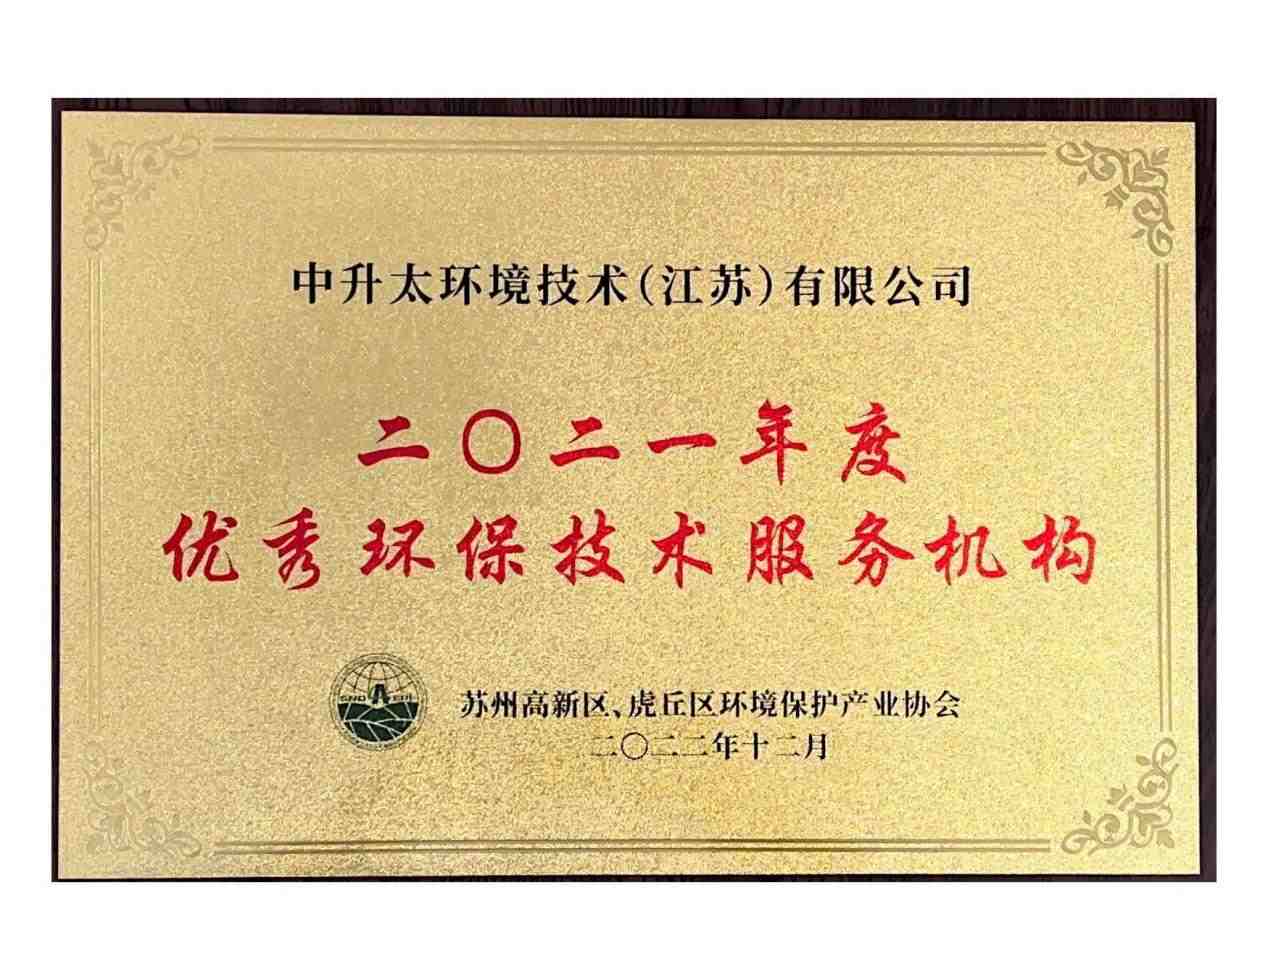 中升太环境技术(江苏)有限公司
二〇二一年度
优秀环保技术服务机构
苏州高新区、虎丘区环境保护产业协会
二〇二二年十二月